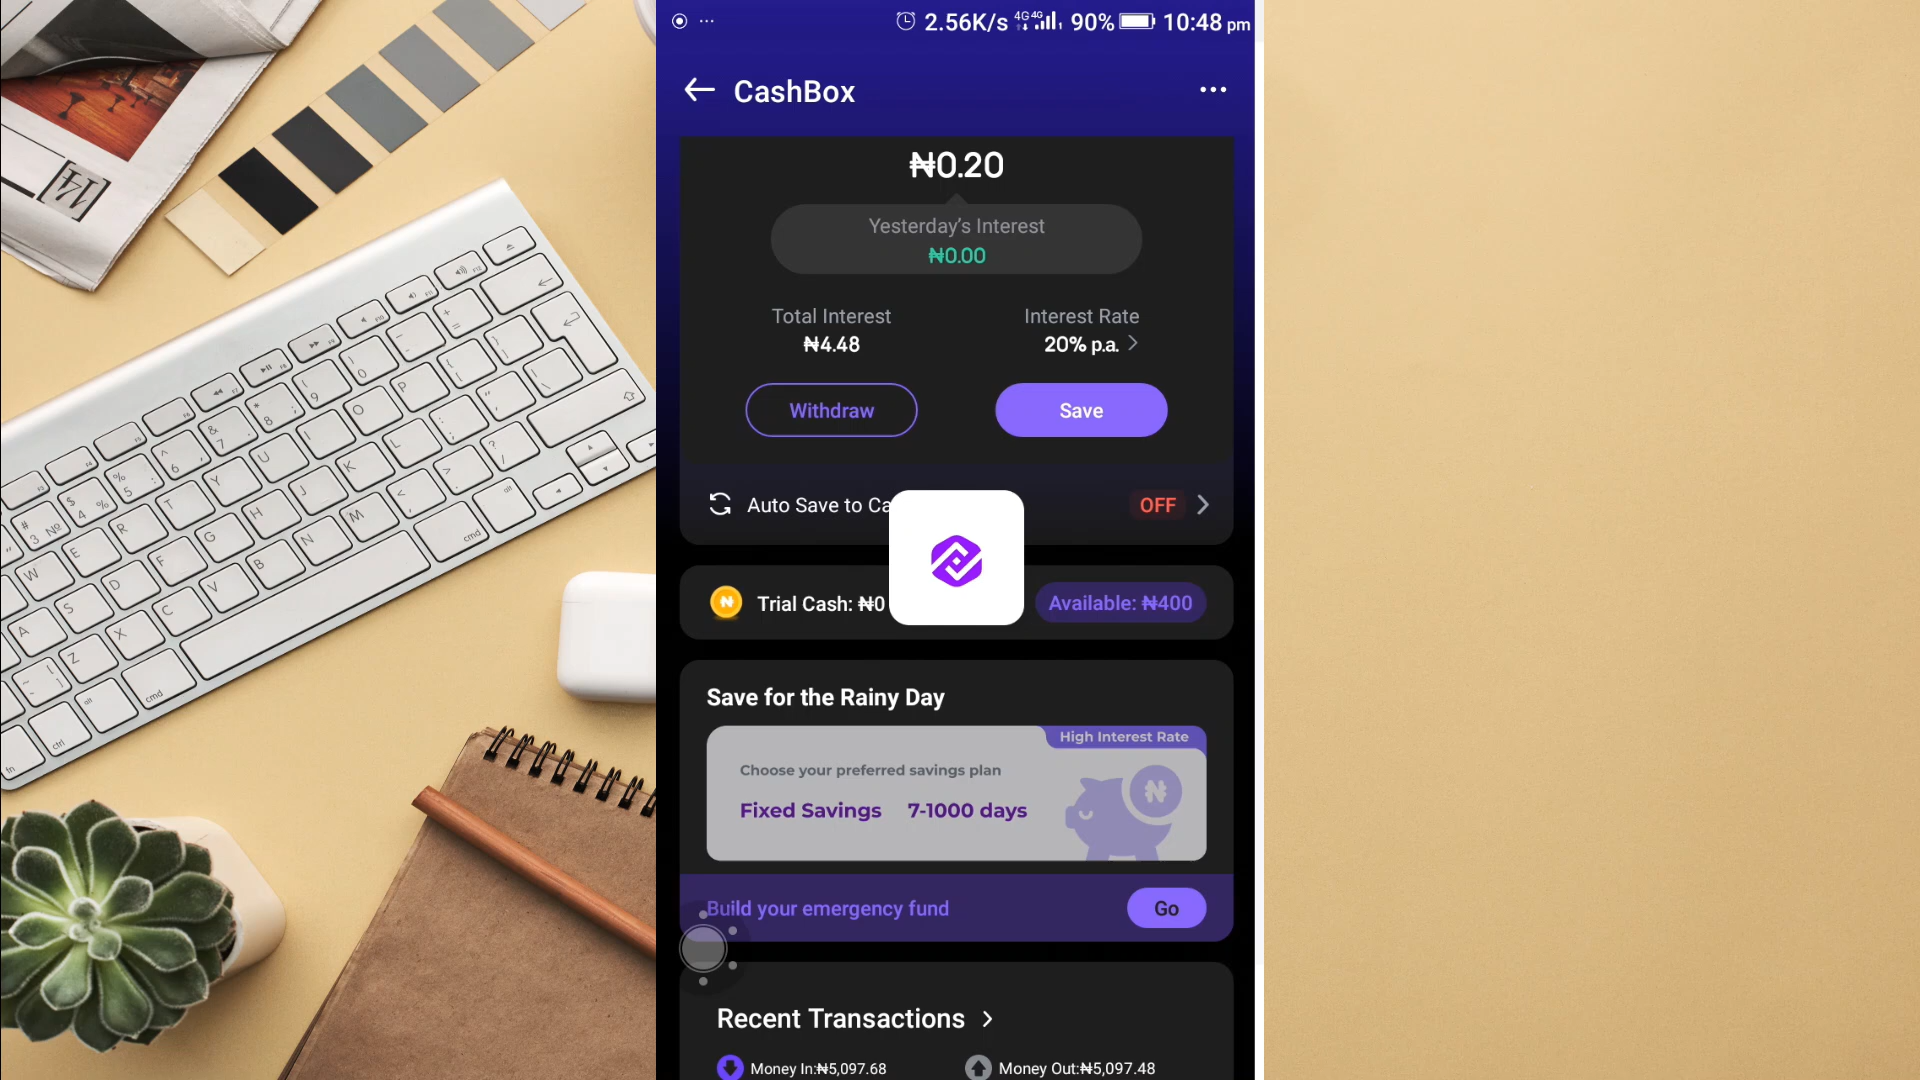 2.56K/s 4G 4G 90% 10:48 pm
CashBox
₦0.20
Yesterday's Interest
₦0.00
Total Interest
₦4.48
Interest Rate
20% p.a.
Withdraw
Save
Auto Save to Ca
OFF
Trial Cash: ₦0
Available: ₦400
Save for the Rainy Day
High Interest Rate
Choose your preferred savings plan
Fixed Savings 7-1000 days
Build your emergency fund
Go
Recent Transactions
Money In:₦5,097.68
Money Out:₦5,097.48